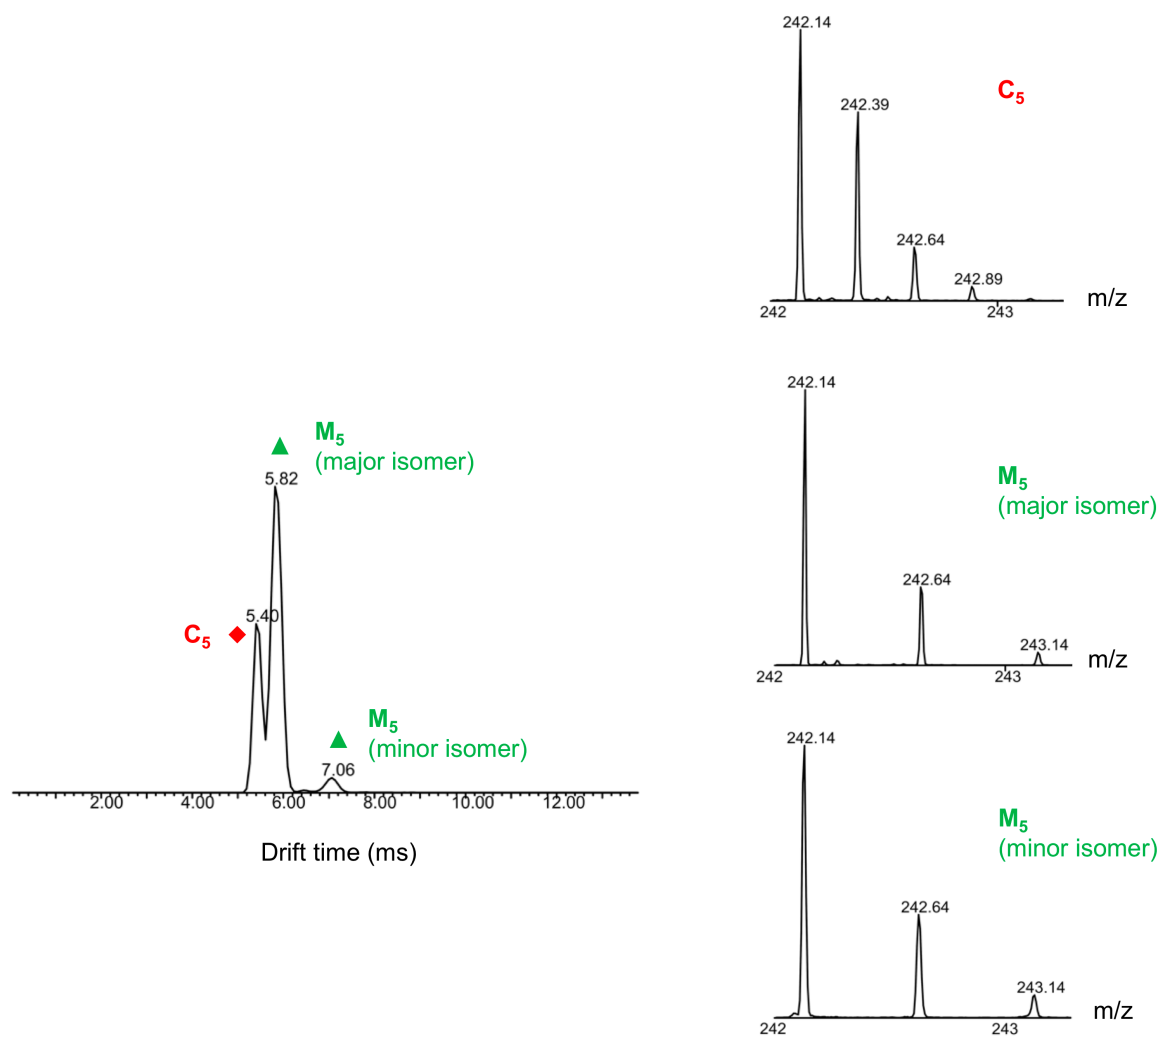 242.14
C5
242.39
242.64
242.89
242
243
m/z
242.14
M5
(major isomer)
242.64
243.14
242
243
m/z
M5
(major isomer)
5.82
5.40
C5
M5
(minor isomer)
7.06
2.00 4.00 6.00 8.00 10.00 12.00
Drift time (ms)
242.14
M5
(minor isomer)
242.64
243.14
242
243
m/z